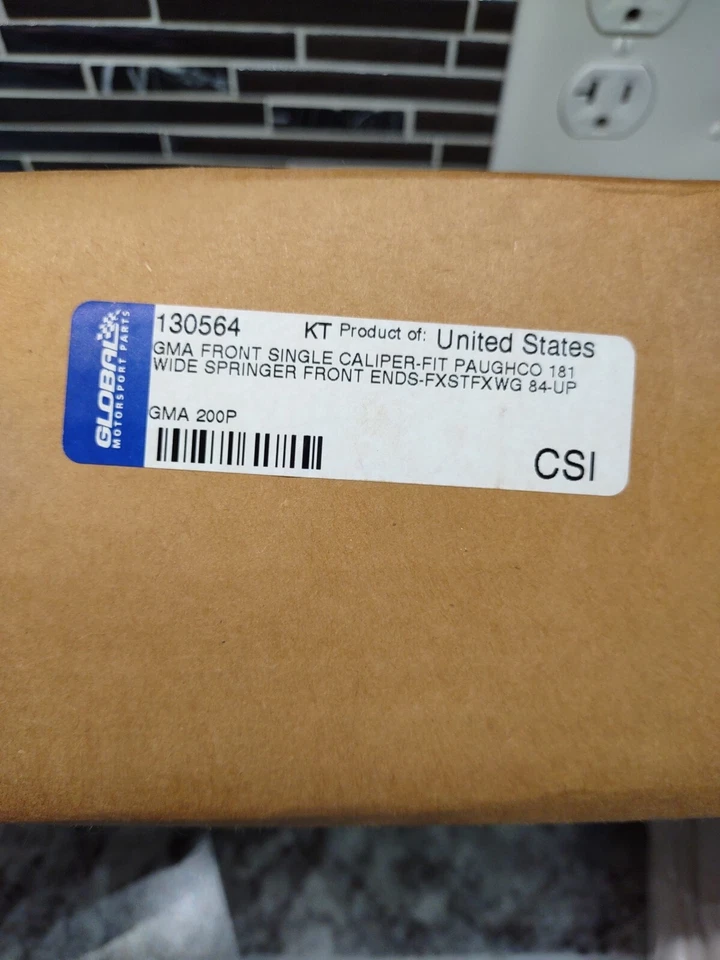 GLOBAL
MOTORSPORT PARTS
130564 KT Product of: United States
GMA FRONT SINGLE CALIPER-FIT PAUGHCO 181
WIDE SPRINGER FRONT ENDS-FXSTFXWG 84-UP
GMA 200P
CSI